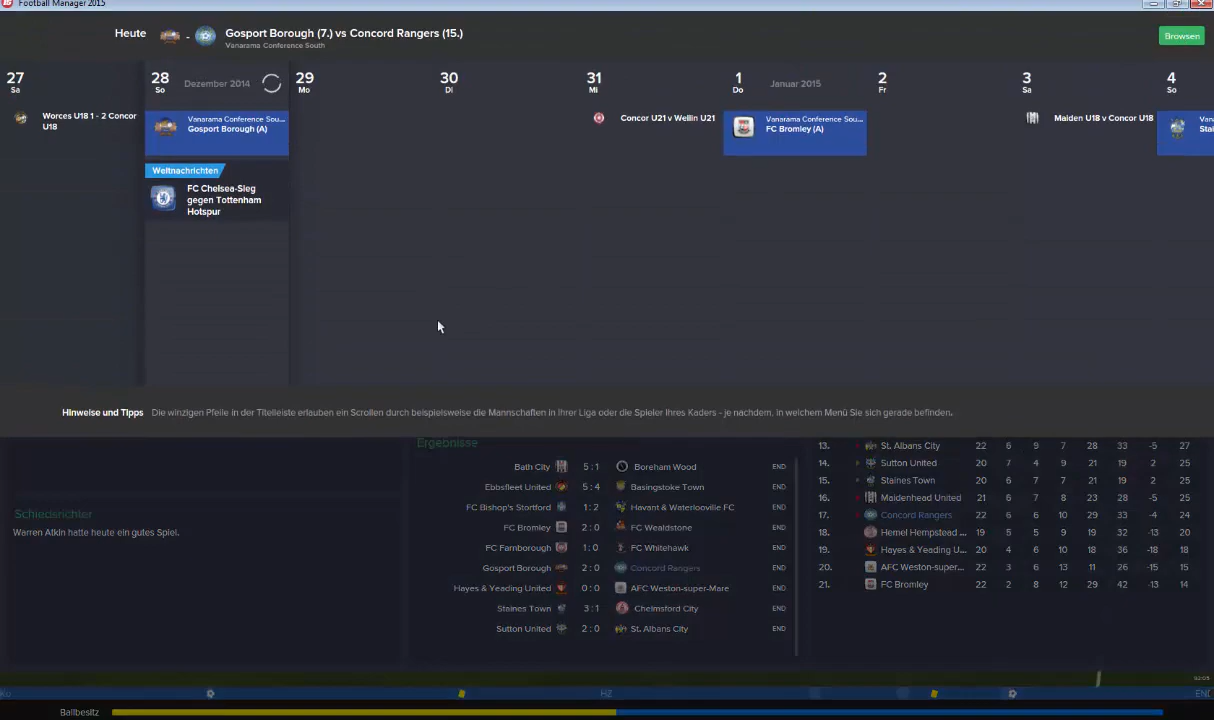 Football Manager 2015
Heute - Gosport Borough (7.) vs Concord Rangers (15.)
Vanarama Conference South
Browsen
27 28 Dezember 2014 29 30 31 1 Januar 2015 2 3 4
Sa So Mo Di Mi Do Fr Sa So
Worces U18 1 - 2 Concor
U18
Vanarama Conference Sou...
Gosport Borough (A)
Concor U21 v Wellin U21
Vanarama Conference Sou...
FC Bromley (A)
Maiden U18 v Concor U18
Vana
Stai
Weltnachrichten
FC Chelsea-Sieg
gegen Tottenham
Hotspur
Hinweise und Tipps Die winzigen Pfeile in der Titelleiste erlauben ein Scrollen durch beispielsweise die Mannschaften in Ihrer Liga oder die Spieler Ihres Kaders - je nachdem, in welchem Menü Sie sich gerade befinden.
Ergebnisse
Bath City 5 : 1 Boreham Wood END
Ebbsfleet United 5 : 4 Basingstoke Town END
FC Bishop's Stortford 1 : 2 Havant & Waterlooville FC END
FC Bromley 2 : 0 FC Wealdstone END
FC Farnborough 1 : 0 FC Whitehawk END
Gosport Borough 2 : 0 Concord Rangers END
Hayes & Yeading United 0 : 0 AFC Weston-super-Mare END
Staines Town 3 : 1 Chelmsford City END
Sutton United 2 : 0 St. Albans City END
13. St. Albans City 22 6 9 7 28 33 -5 27
14. Sutton United 20 7 4 9 21 19 2 25
15. Staines Town 20 6 7 7 21 19 2 25
16. Maidenhead United 21 6 7 8 23 28 -5 25
17. Concord Rangers 22 6 6 10 29 33 -4 24
18. Hemel Hempstead ... 19 5 5 9 19 32 -13 20
19. Hayes & Yeading U... 20 4 6 10 18 36 -18 18
20. AFC Weston-super... 22 3 6 13 11 26 -15 15
21. FC Bromley 22 2 8 12 29 42 -13 14
Schiedsrichter
Warren Atkin hatte heute ein gutes Spiel.
HZ
Ballbesitz